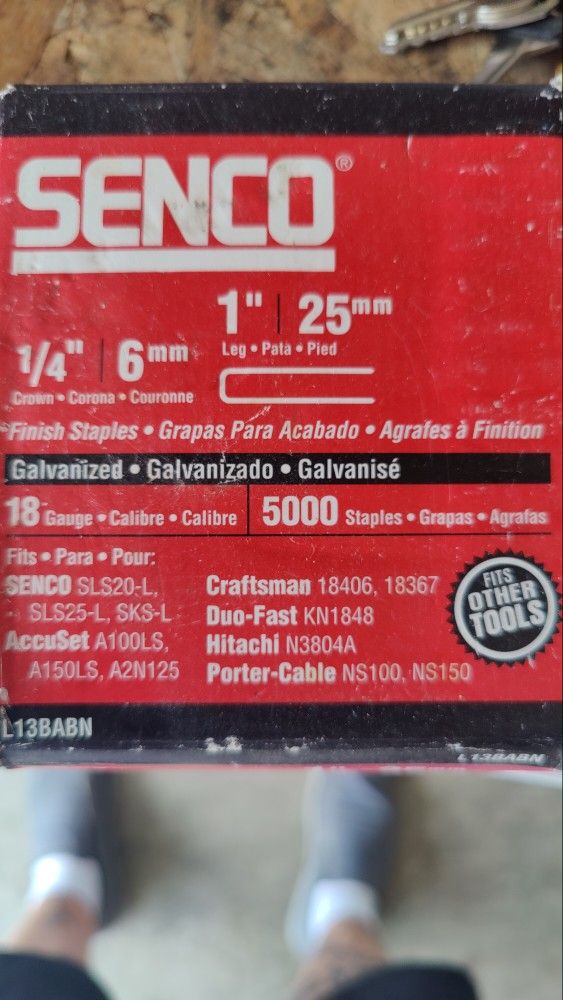 SENCO®
1" | 25mm
Leg • Pata • Pied
1/4" | 6mm
Crown • Corona • Couronne
Finish Staples • Grapas Para Acabado • Agrafes à Finition
Galvanized • Galvanizado • Galvanisé
18 Gauge • Calibre • Calibre
5000 Staples • Grapas • Agrafas
Fits • Para • Pour:
SENCO SLS20-L,
SLS25-L, SKS-L
AccuSet A100LS,
A150LS, A2N125
Craftsman 18406, 18367
Duo-Fast KN1848
Hitachi N3804A
Porter-Cable NS100, NS150
FITS
OTHER
TOOLS
L13BABN
L13BABN